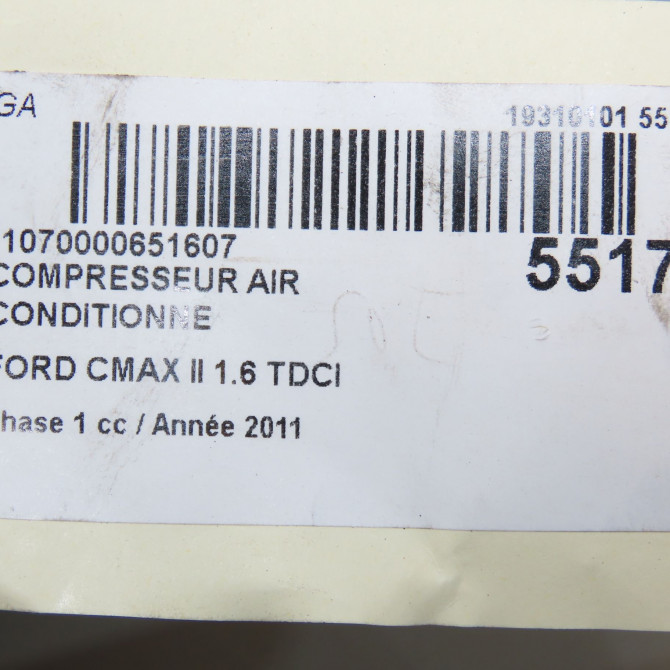 GA
19310101 55
1070000651607
5517
COMPRESSEUR AIR
CONDITIONNE
FORD CMAX II 1.6 TDCI
hase 1 cc / Année 2011